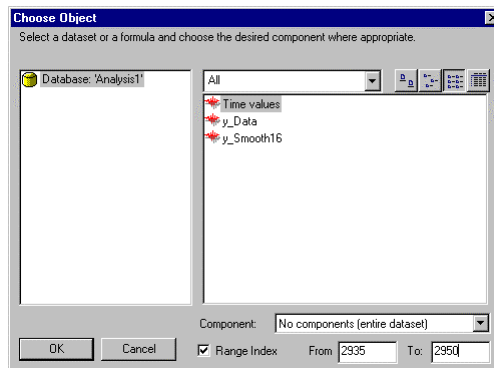 Choose Object
Select a dataset or a formula and choose the desired component where appropriate.
Database: 'Analysis1'
All
Time values
y_Data
y_Smooth16
Component: No components (entire dataset)
OK Cancel Range Index From 2935 To: 2950